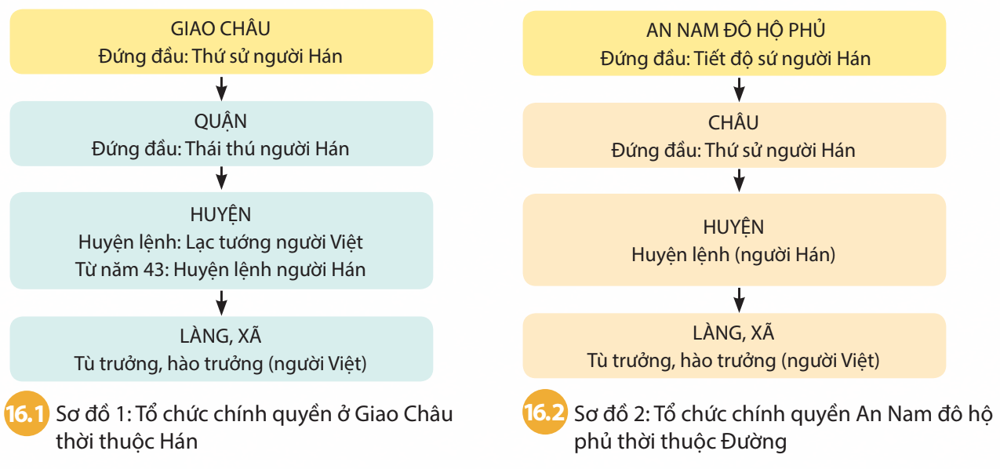 GIAO CHÂU
Đứng đầu: Thứ sử người Hán
QUẬN
Đứng đầu: Thái thú người Hán
HUYỆN
Huyện lệnh: Lạc tướng người Việt
Từ năm 43: Huyện lệnh người Hán
LÀNG, XÃ
Tù trưởng, hào trưởng (người Việt)
16.1 Sơ đồ 1: Tổ chức chính quyền ở Giao Châu
thời thuộc Hán
AN NAM ĐÔ HỘ PHỦ
Đứng đầu: Tiết độ sứ người Hán
CHÂU
Đứng đầu: Thứ sử người Hán
HUYỆN
Huyện lệnh (người Hán)
LÀNG, XÃ
Tù trưởng, hào trưởng (người Việt)
16.2 Sơ đồ 2: Tổ chức chính quyền An Nam đô hộ
phủ thời thuộc Đường